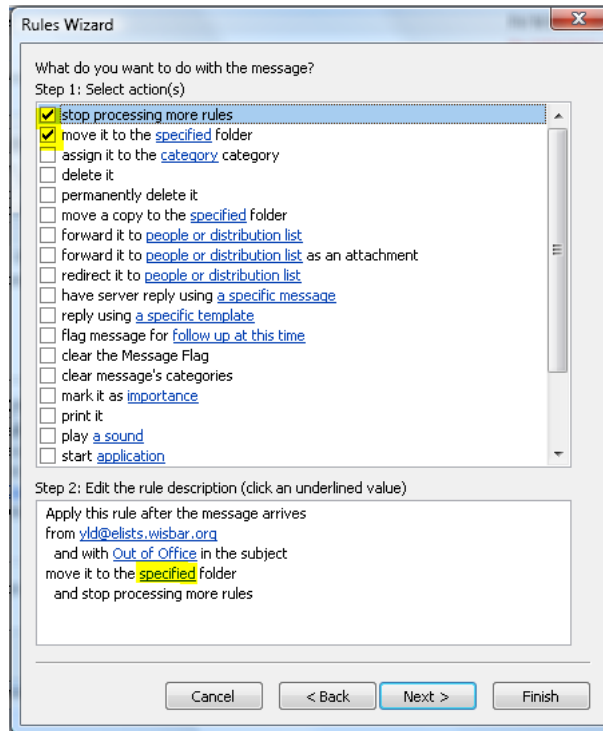 Rules Wizard
What do you want to do with the message?
Step 1: Select action(s)
stop processing more rules
move it to the specified folder
assign it to the category category
delete it
permanently delete it
move a copy to the specified folder
forward it to people or distribution list
forward it to people or distribution list as an attachment
redirect it to people or distribution list
have server reply using a specific message
reply using a specific template
flag message for follow up at this time
clear the Message Flag
clear message's categories
mark it as importance
print it
play a sound
start application
Step 2: Edit the rule description (click an underlined value)
Apply this rule after the message arrives
from yld@elists.wisbar.org
and with Out of Office in the subject
move it to the specified folder
and stop processing more rules
Cancel < Back Next > Finish